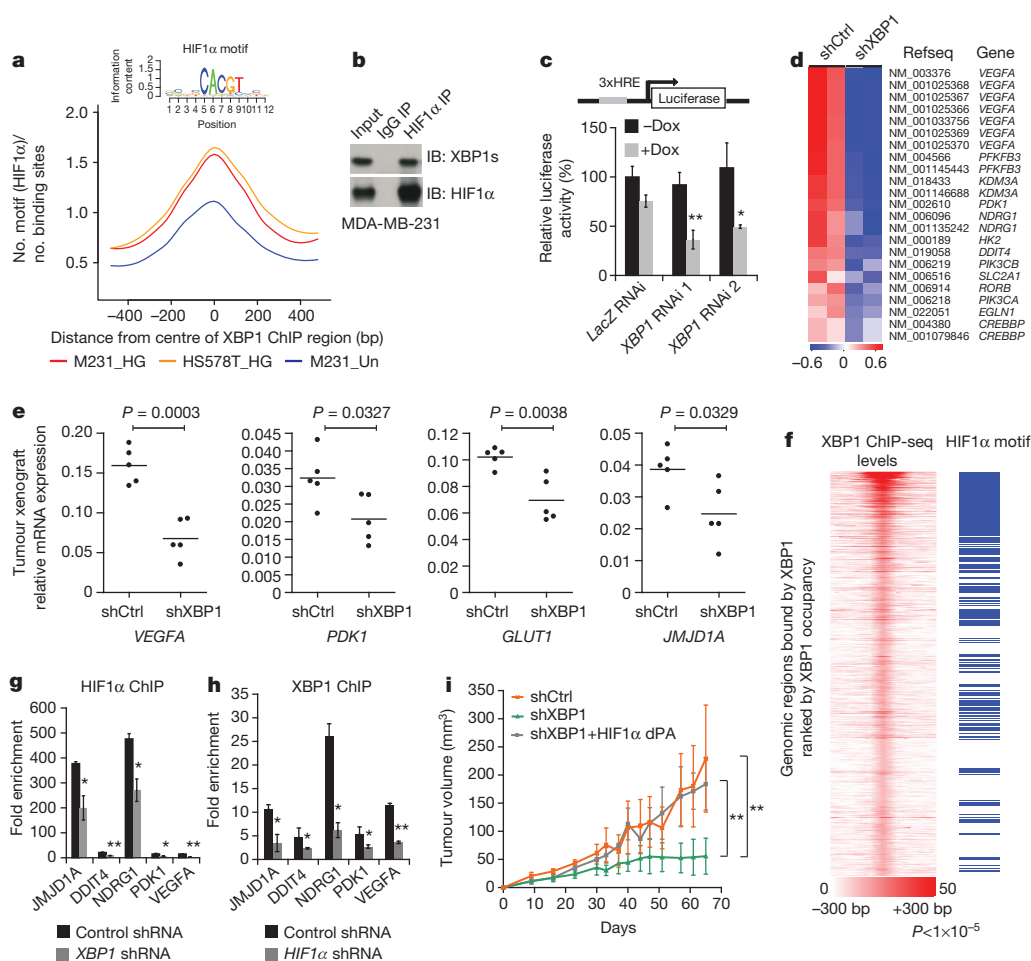 a
HIF1α motif
Information
content
2
1.5
1
0.5
0
CACGT
1 2 3 4 5 6 7 8 9 10 11 12
Position
No. motif (HIF1α)/
no. binding sites
2.0
1.5
1.0
0.5
−400 −200 0 200 400
Distance from centre of XBP1 ChIP region (bp)
M231_HG HS578T_HG M231_Un
b
Input
IgG IP
HIF1α IP
IB: XBP1s
IB: HIF1α
MDA-MB-231
c
3xHRE
Luciferase
−Dox
+Dox
Relative luciferase
activity (%)
150
100
50
0
**
*
LacZ RNAi
XBP1 RNAi 1
XBP1 RNAi 2
d
shCtrl
shXBP1
Refseq Gene
NM_003376 VEGFA
NM_001025368 VEGFA
NM_001025367 VEGFA
NM_001025366 VEGFA
NM_001033756 VEGFA
NM_001025369 VEGFA
NM_001025370 VEGFA
NM_004566 PFKFB3
NM_001145443 PFKFB3
NM_018433 KDM3A
NM_001146688 KDM3A
NM_002610 PDK1
NM_006096 NDRG1
NM_001135242 NDRG1
NM_000189 HK2
NM_019058 DDIT4
NM_006219 PIK3CB
NM_006516 SLC2A1
NM_006914 RORB
NM_006218 PIK3CA
NM_022051 EGLN1
NM_004380 CREBBP
NM_001079846 CREBBP
−0.6 0 0.6
e
Tumour xenograft
relative mRNA expression
P = 0.0003
0.20
0.15
0.10
0.05
0
shCtrl shXBP1
VEGFA
P = 0.0327
0.045
0.04
0.035
0.03
0.025
0.020
0.015
0.01
0.005
0
shCtrl shXBP1
PDK1
P = 0.0038
0.12
0.10
0.08
0.06
0.04
0.02
0
shCtrl shXBP1
GLUT1
P = 0.0329
0.06
0.05
0.04
0.03
0.02
0.01
0
shCtrl shXBP1
JMJD1A
f
XBP1 ChIP-seq
levels
HIF1α motif
Genomic regions bound by XBP1
ranked by XBP1 occupancy
0 50
−300 bp +300 bp
P<1×10−5
g
HIF1α ChIP
Fold enrichment
600
500
400
300
200
100
0
*
**
*
*
**
JMJD1A
DDIT4
NDRG1
PDK1
VEGFA
Control shRNA
XBP1 shRNA
h
XBP1 ChIP
Fold enrichment
35
30
25
20
15
10
5
0
*
*
*
*
**
JMJD1A
DDIT4
NDRG1
PDK1
VEGFA
Control shRNA
HIF1α shRNA
i
shCtrl
shXBP1
shXBP1+HIF1α dPA
Tumour volume (mm3)
350
300
250
200
150
100
50
0
**
**
0 10 20 30 40 50 60 70
Days